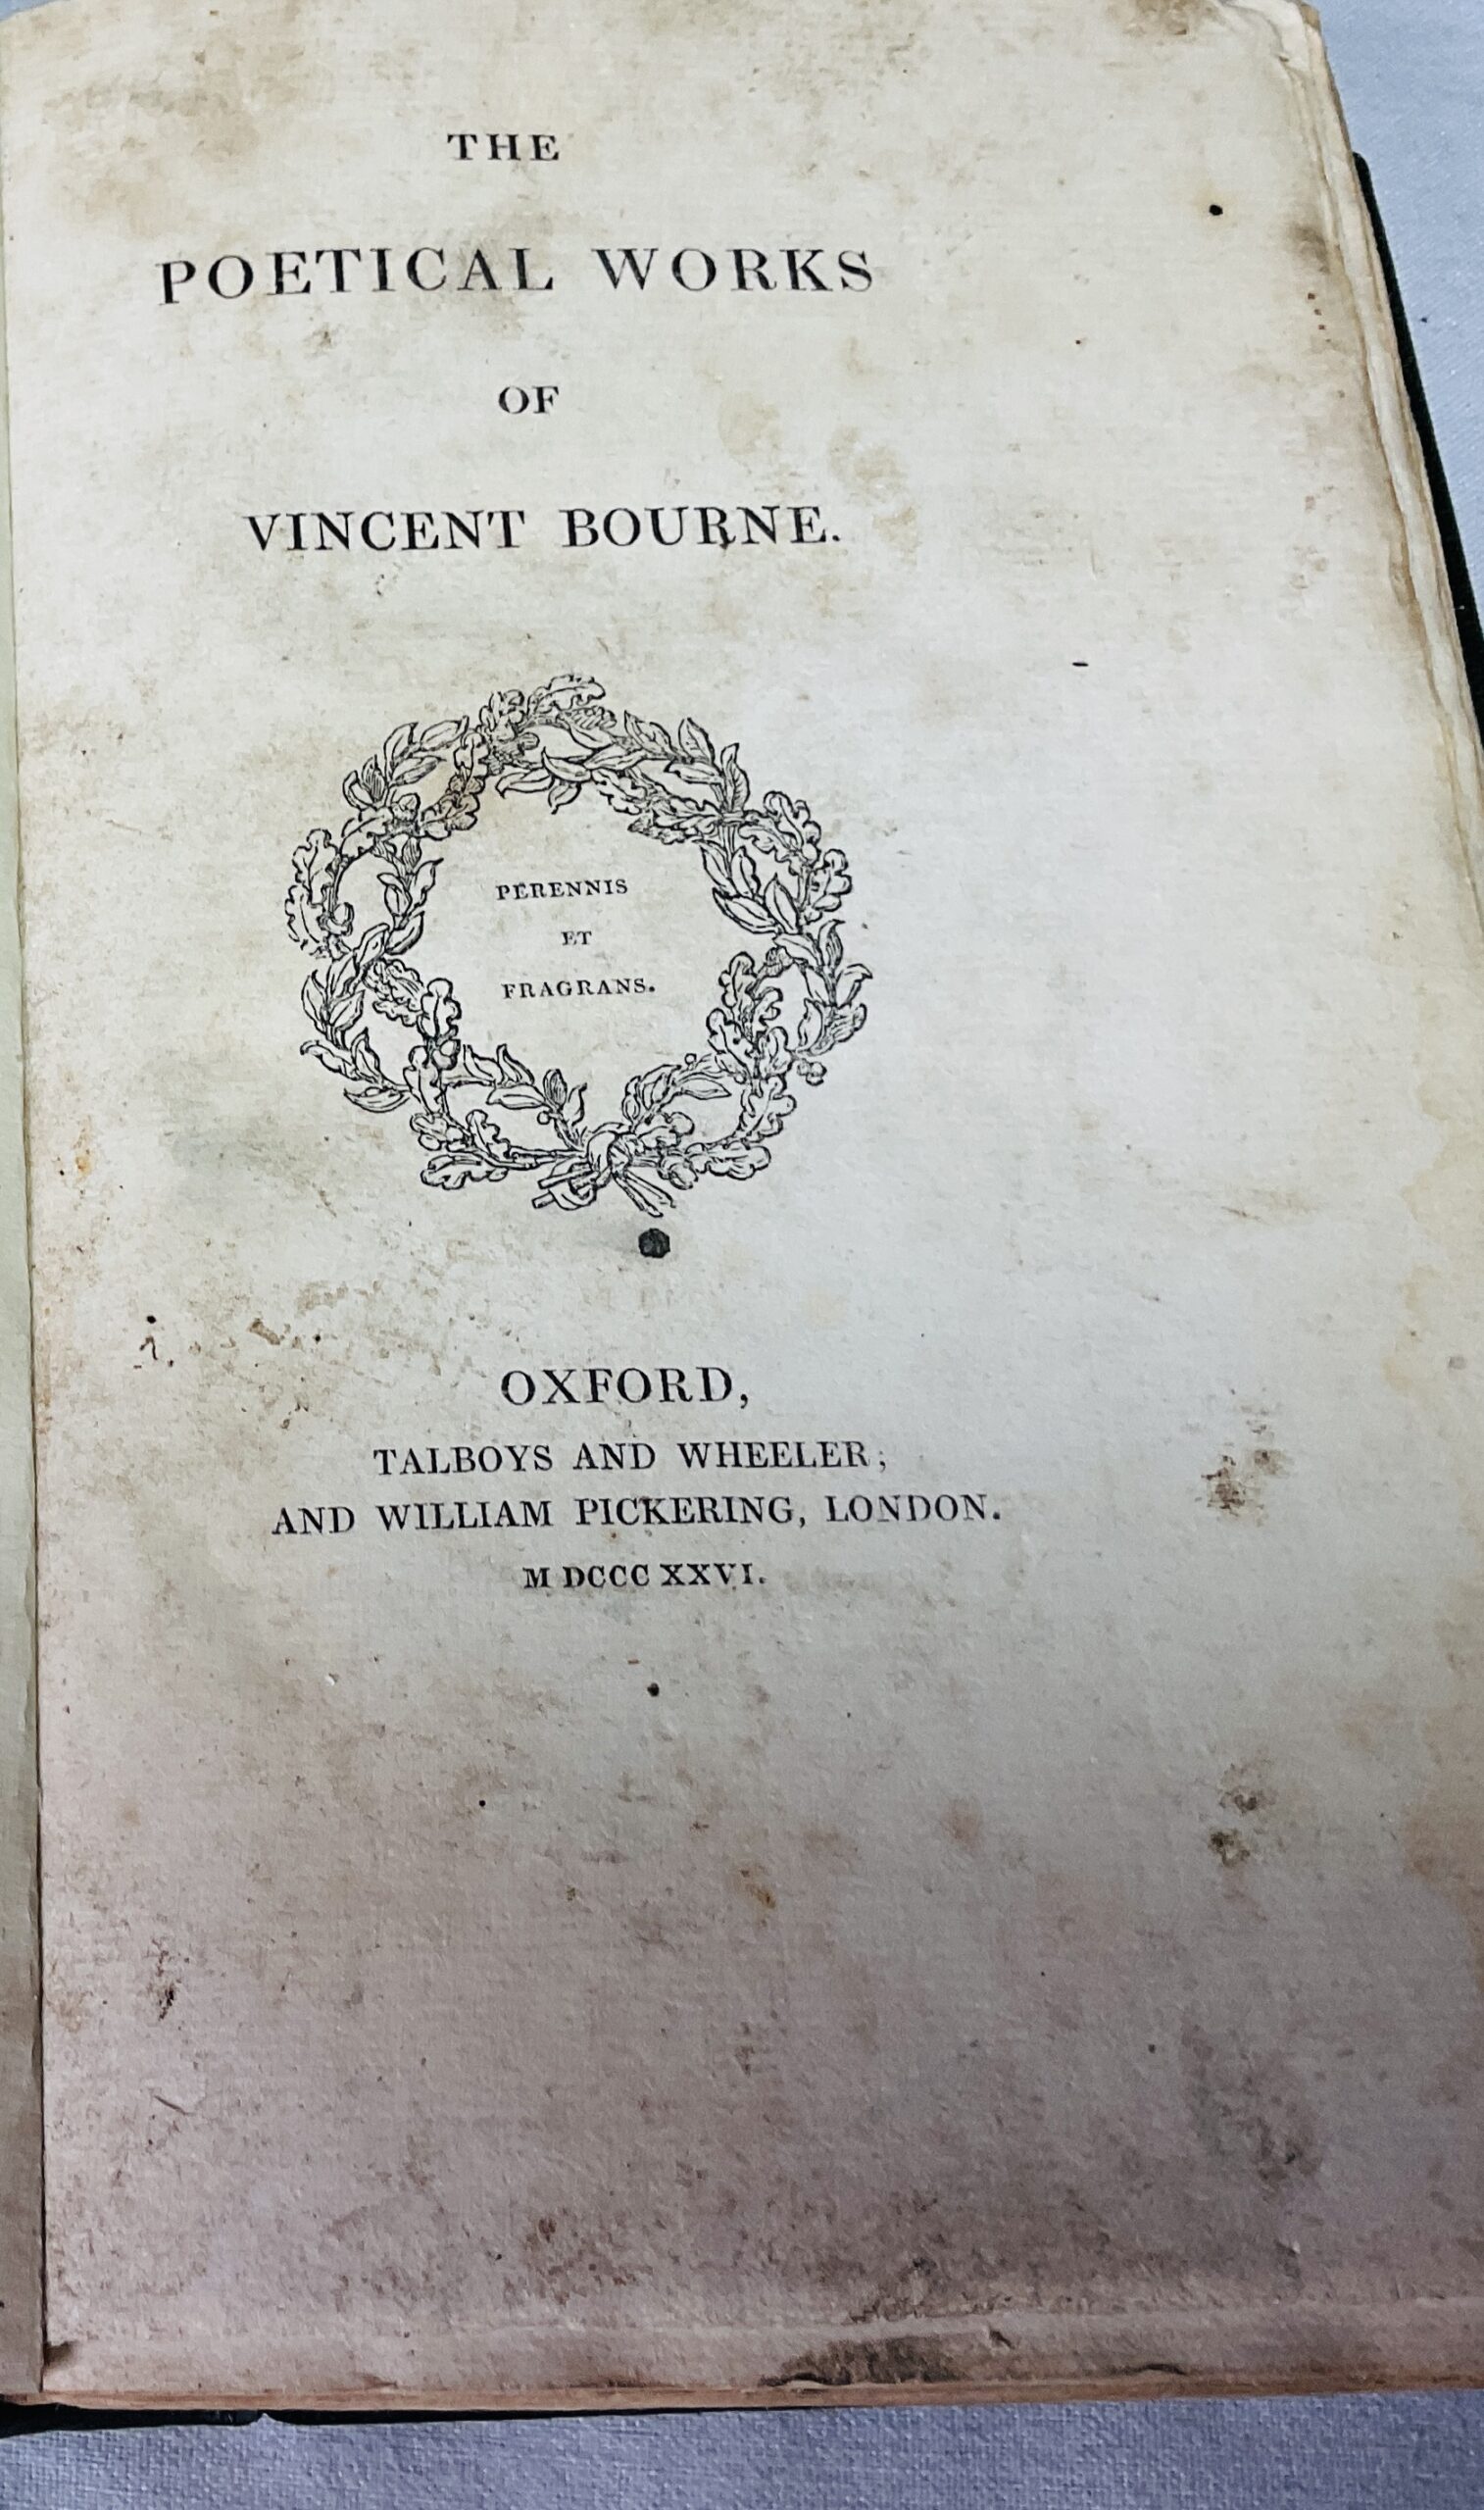 THE
POETICAL WORKS
OF
VINCENT BOURNE.
PERENNIS
ET
FRAGRANS.
OXFORD,
TALBOYS AND WHEELER;
AND WILLIAM PICKERING, LONDON.
M DCCC XXVI.